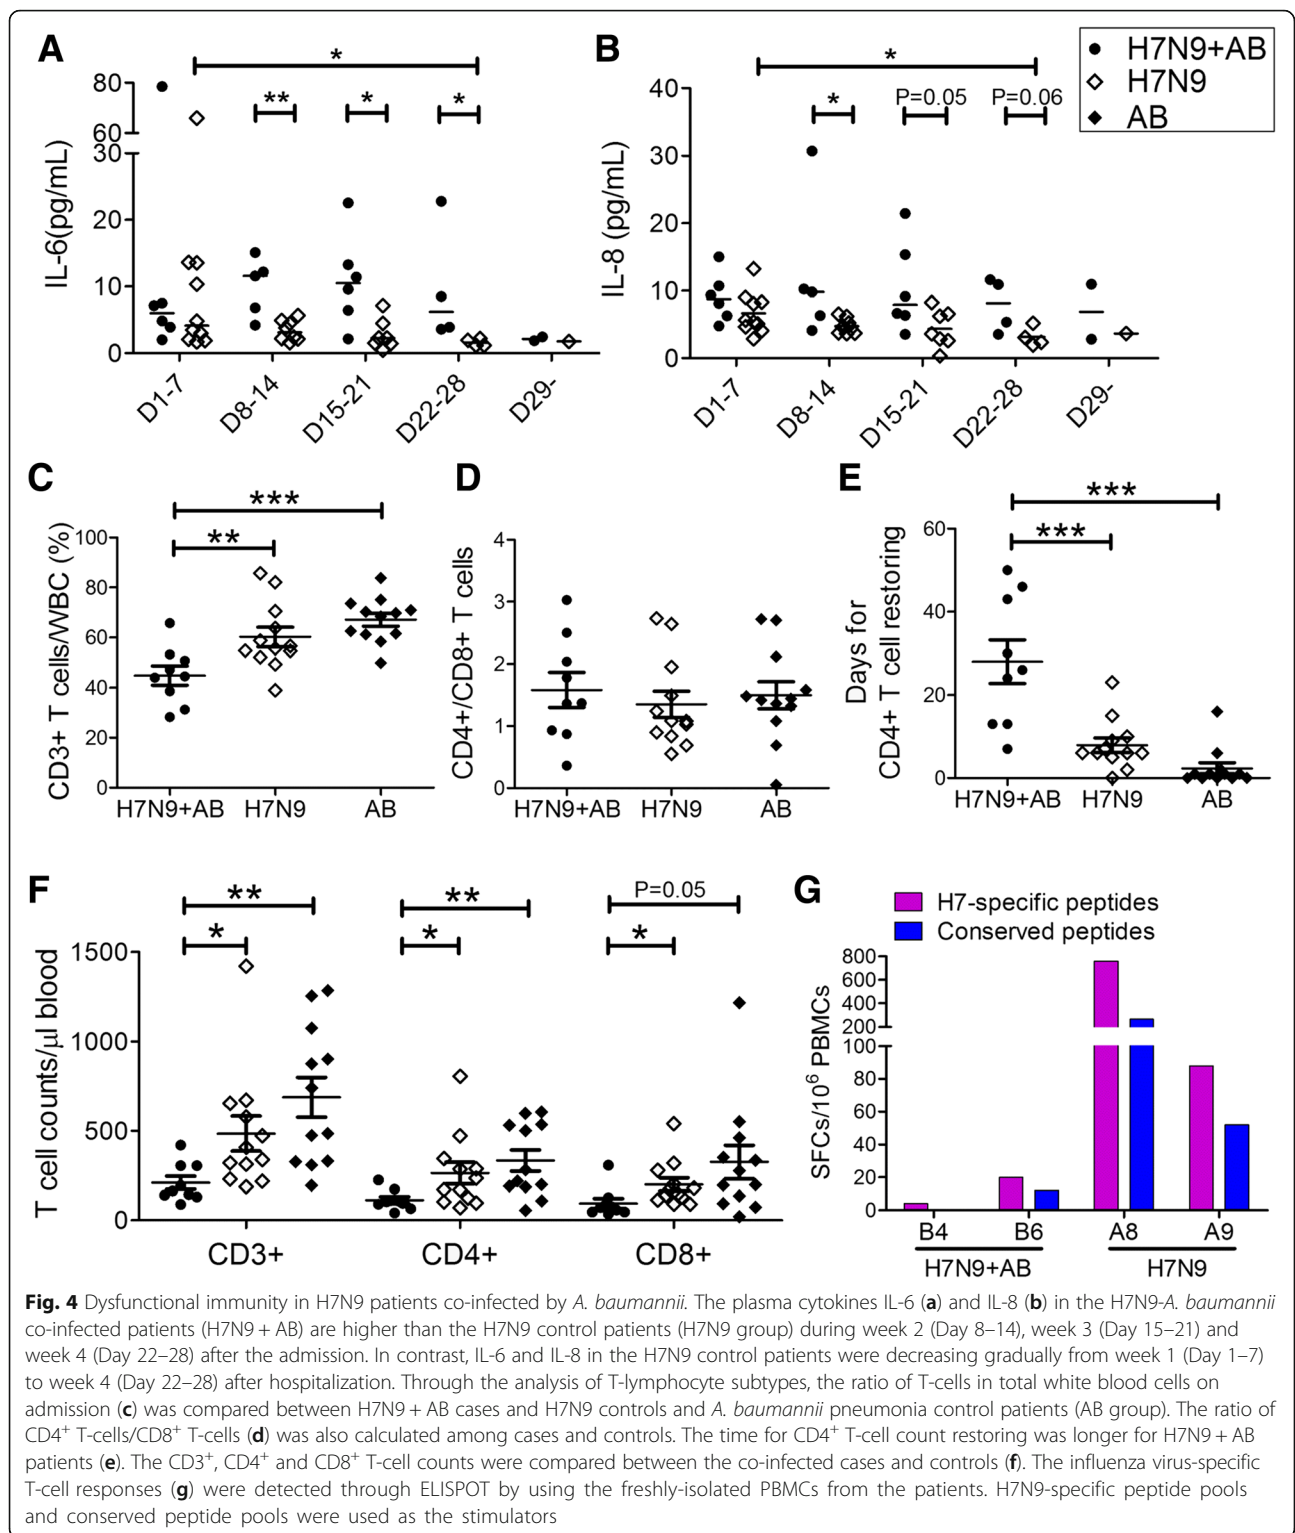 A
IL-6(pg/mL)
80
60
30
20
10
0
*
**
*
*
D1-7
D8-14
D15-21
D22-28
D29-
B
IL-8 (pg/mL)
40
30
20
10
0
*
*
P=0.05
P=0.06
D1-7
D8-14
D15-21
D22-28
D29-
H7N9+AB
H7N9
AB
C
CD3+ T cells/WBC (%)
100
80
60
40
20
0
***
**
H7N9+AB
H7N9
AB
D
CD4+/CD8+ T cells
4
3
2
1
0
H7N9+AB
H7N9
AB
E
Days for
CD4+ T cell restoring
60
40
20
0
***
***
H7N9+AB
H7N9
AB
F
T cell counts/µl blood
1500
1000
500
0
**
*
**
*
P=0.05
*
CD3+
CD4+
CD8+
G
H7-specific peptides
Conserved peptides
SFCs/10⁶ PBMCs
800
600
400
200
100
80
60
40
20
0
B4
B6
A8
A9
H7N9+AB
H7N9
Fig. 4 Dysfunctional immunity in H7N9 patients co-infected by A. baumannii. The plasma cytokines IL-6 (a) and IL-8 (b) in the H7N9-A. baumannii
co-infected patients (H7N9 + AB) are higher than the H7N9 control patients (H7N9 group) during week 2 (Day 8–14), week 3 (Day 15–21) and
week 4 (Day 22–28) after the admission. In contrast, IL-6 and IL-8 in the H7N9 control patients were decreasing gradually from week 1 (Day 1–7)
to week 4 (Day 22–28) after hospitalization. Through the analysis of T-lymphocyte subtypes, the ratio of T-cells in total white blood cells on
admission (c) was compared between H7N9 + AB cases and H7N9 controls and A. baumannii pneumonia control patients (AB group). The ratio of
CD4⁺ T-cells/CD8⁺ T-cells (d) was also calculated among cases and controls. The time for CD4⁺ T-cell count restoring was longer for H7N9 + AB
patients (e). The CD3⁺, CD4⁺ and CD8⁺ T-cell counts were compared between the co-infected cases and controls (f). The influenza virus-specific
T-cell responses (g) were detected through ELISPOT by using the freshly-isolated PBMCs from the patients. H7N9-specific peptide pools
and conserved peptide pools were used as the stimulators